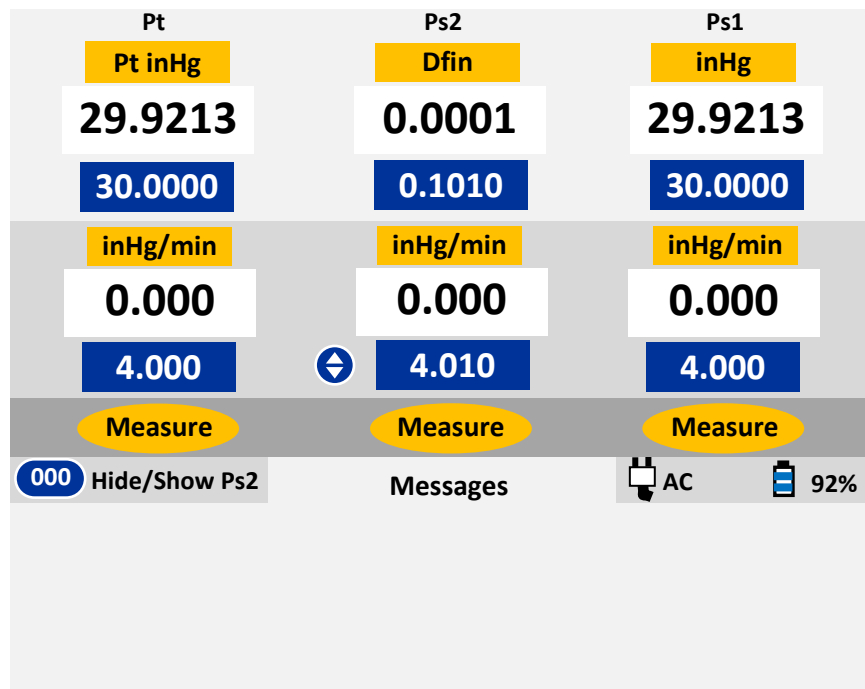 Pt Ps2 Ps1
Pt inHg Dfin inHg
29.9213 0.0001 29.9213
30.0000 0.1010 30.0000
inHg/min inHg/min inHg/min
0.000 0.000 0.000
4.000 4.010 4.000
Measure Measure Measure
000 Hide/Show Ps2 Messages AC 92%